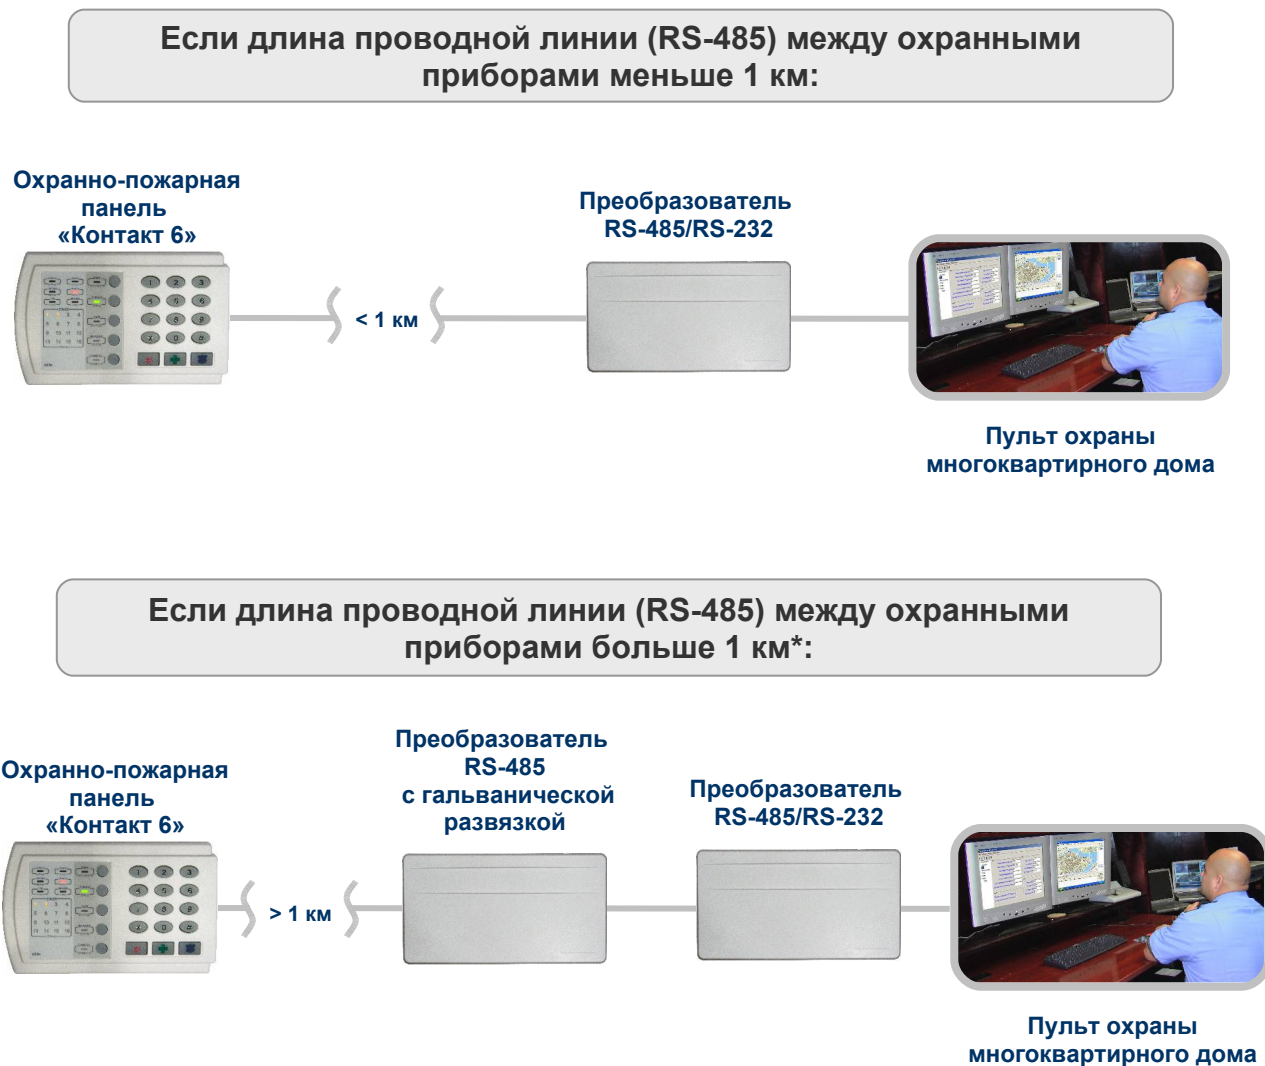 Если длина проводной линии (RS-485) между охранными
приборами меньше 1 км:
Охранно-пожарная
панель
«Контакт 6»
Преобразователь
RS-485/RS-232
< 1 км
Пульт охраны
многоквартирного дома
Если длина проводной линии (RS-485) между охранными
приборами больше 1 км*:
Охранно-пожарная
панель
«Контакт 6»
Преобразователь
RS-485
с гальванической
развязкой
Преобразователь
RS-485/RS-232
> 1 км
Пульт охраны
многоквартирного дома